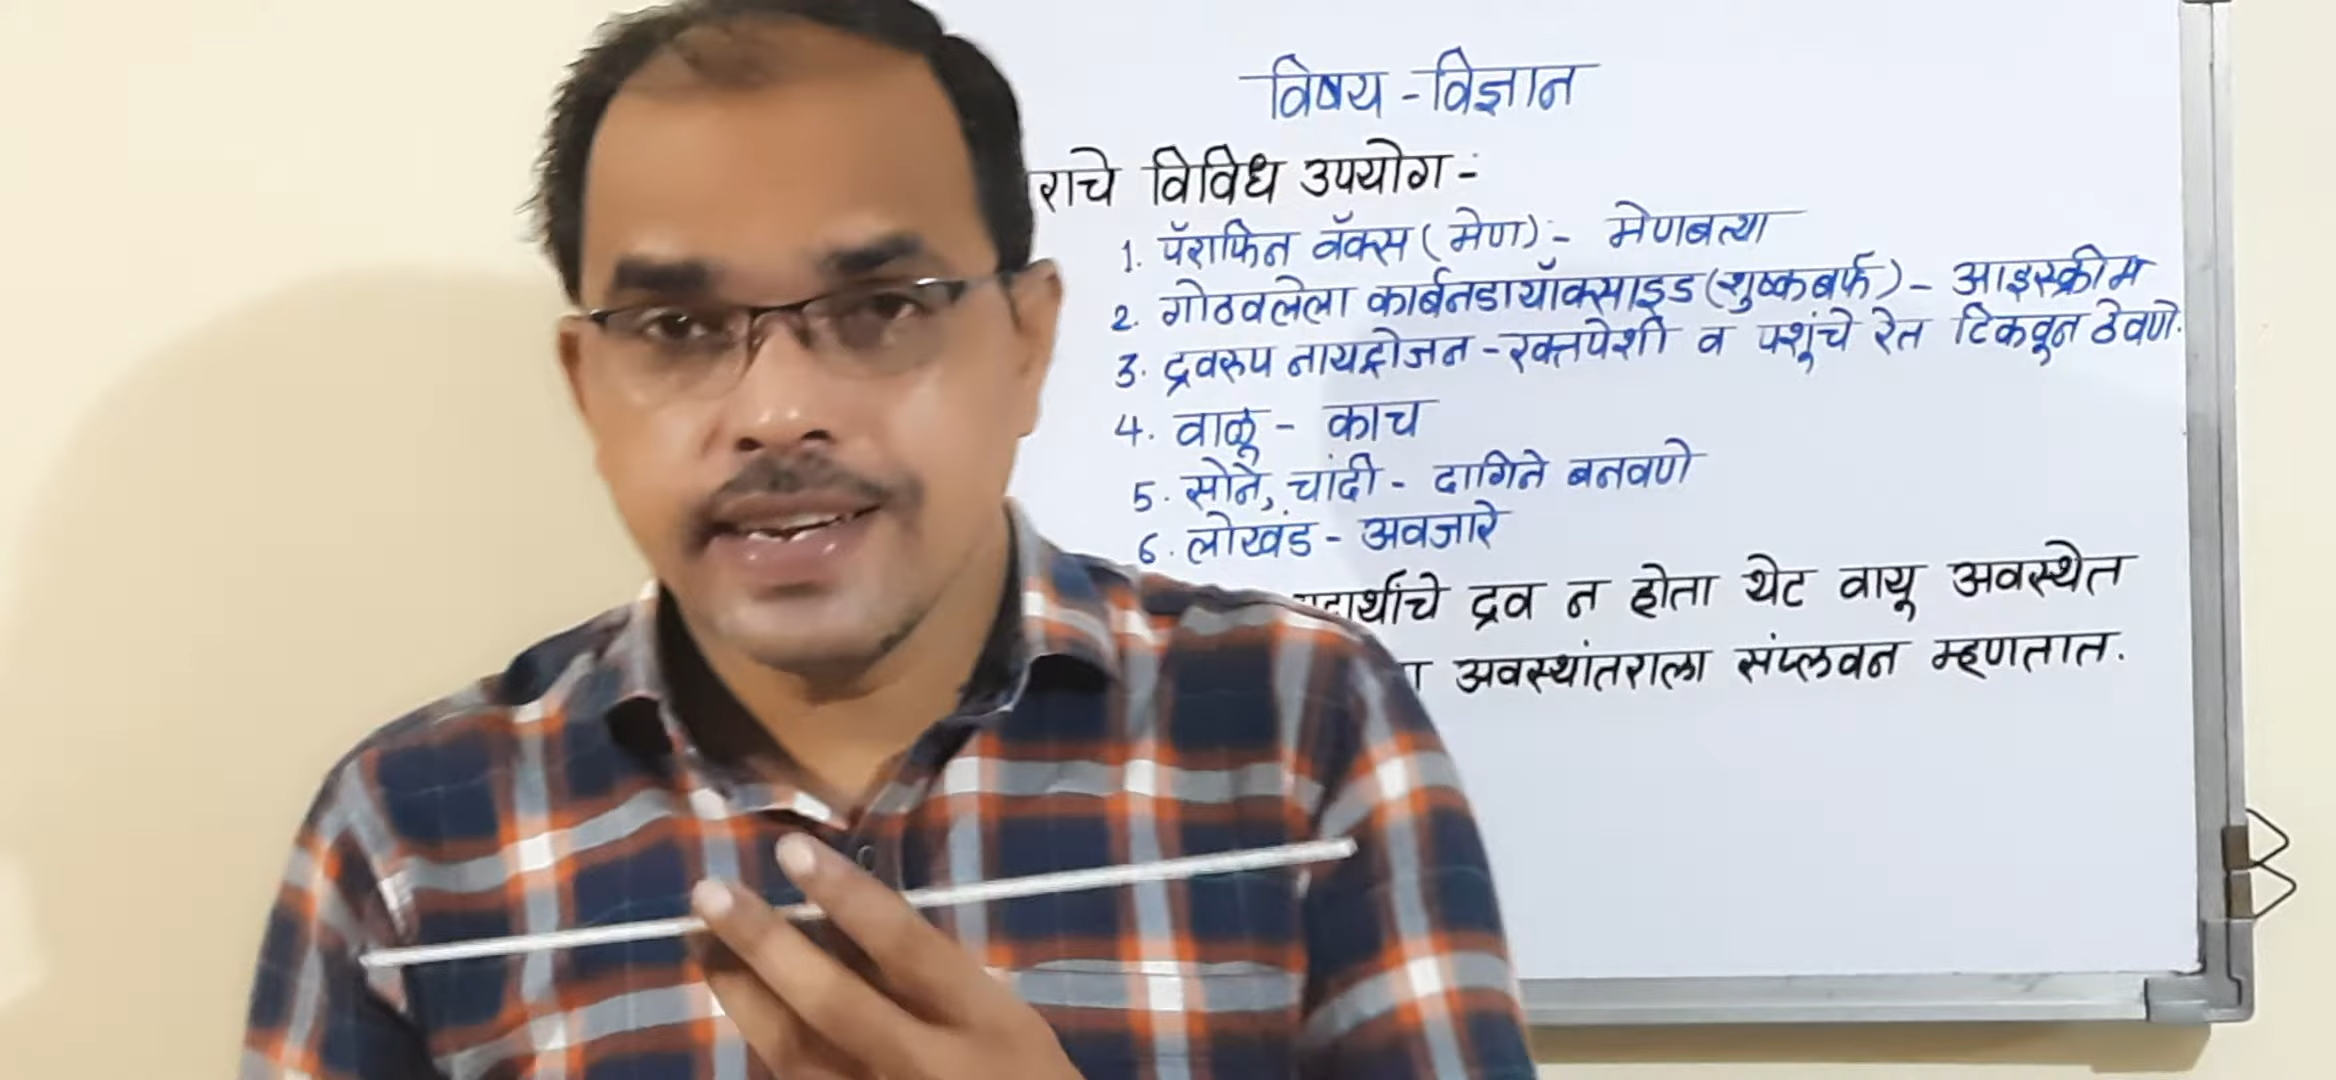 विषय - विज्ञान
राचे विविध उपयोग -
1. पॅराफिन वॅक्स (मेण) :- मेणबत्या
2. गोठवलेला कार्बनडायॉक्साइड (शुष्कबर्फ) - आइस्क्रीम
3. द्रवरूप नायट्रोजन - रक्तपेशी व पशूंचे रेत टिकवून ठेवणे.
4. वाळू - काच
5. सोने, चांदी - दागिने बनवणे
6. लोखंड - अवजारे
पदार्थांचे द्रव न होता थेट वायू अवस्थेत
अवस्थांतराला संप्लवन म्हणतात.